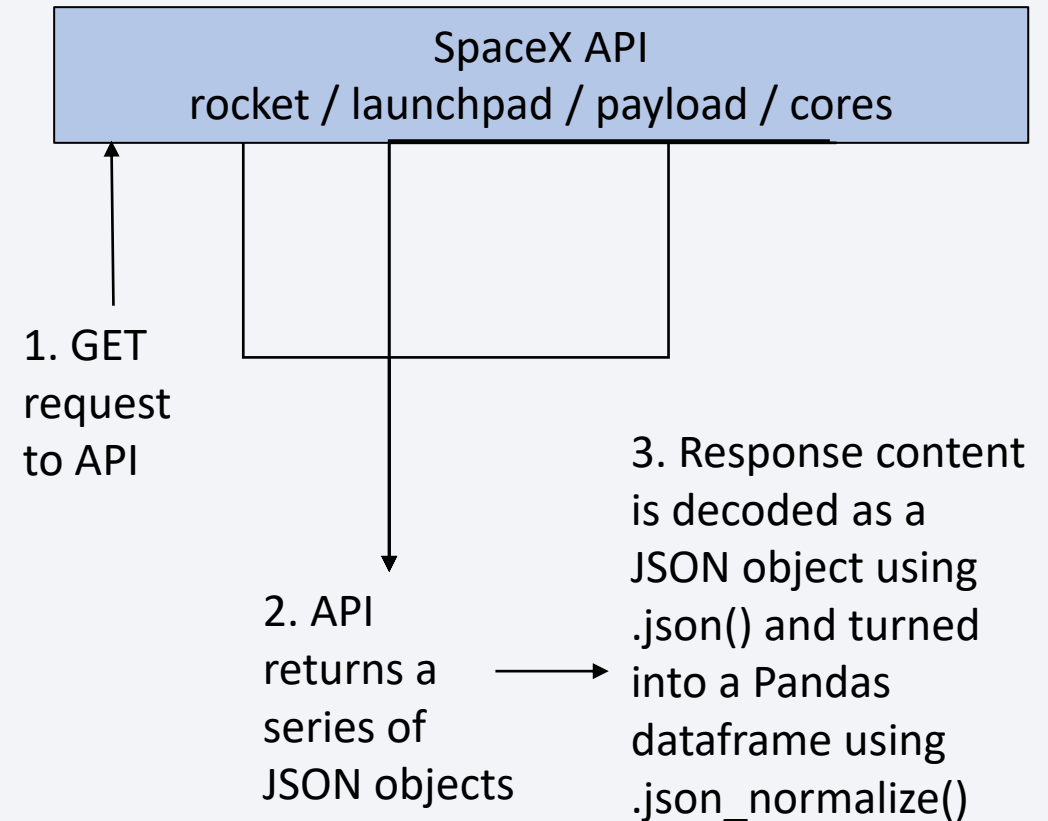 SpaceX API
rocket / launchpad / payload / cores
1. GET
request
to API
2. API
returns a
series of
JSON objects
3. Response content
is decoded as a
JSON object using
.json() and turned
into a Pandas
dataframe using
.json_normalize()